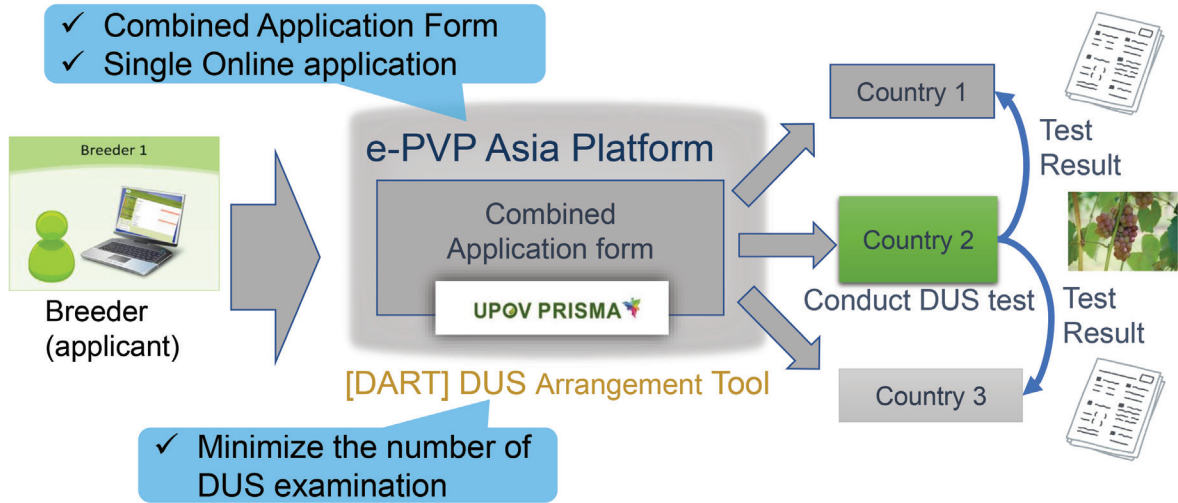 ✓ Combined Application Form
✓ Single Online application
Breeder 1
Breeder
(applicant)
e-PVP Asia Platform
Combined
Application form
UPOV PRISMA
[DART] DUS Arrangement Tool
✓ Minimize the number of
DUS examination
Country 1
Test
Result
Country 2
Conduct DUS test
Test
Result
Country 3